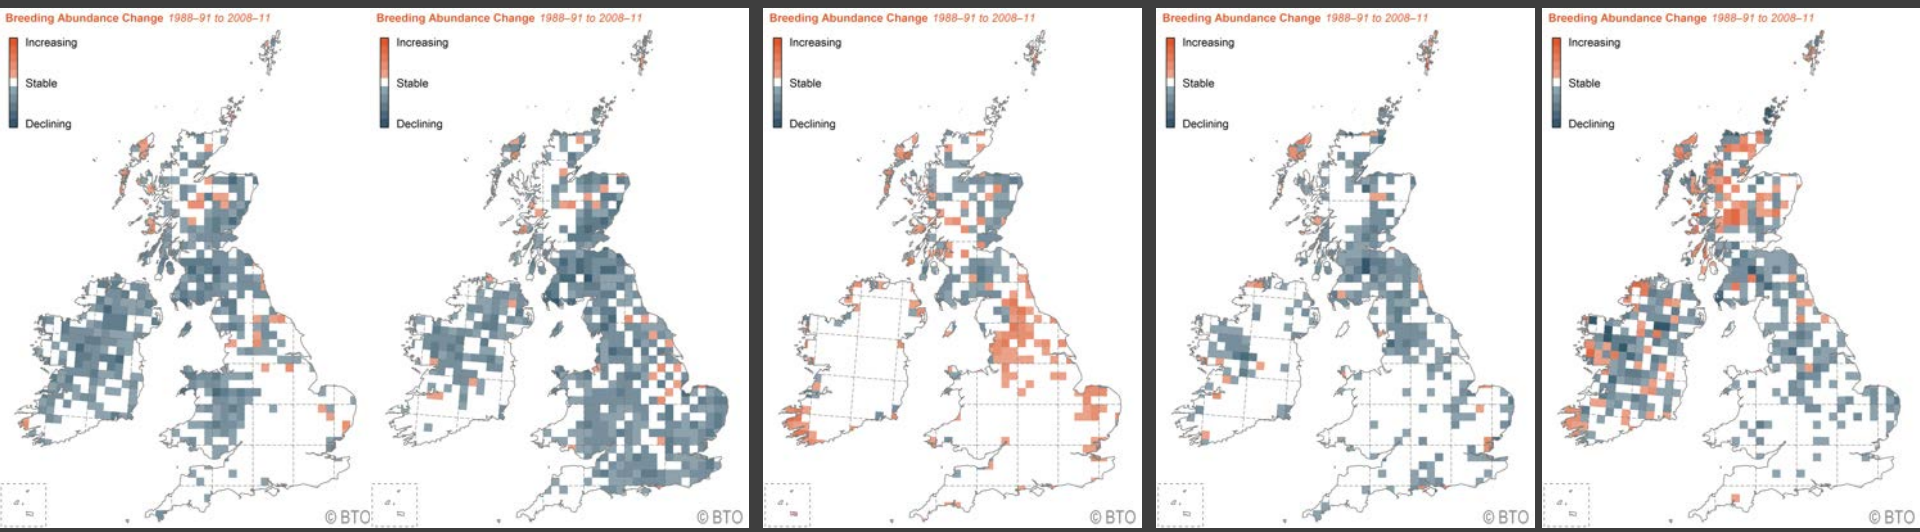 Breeding Abundance Change 1988–91 to 2008–11
Increasing
Stable
Declining
© BTO
Breeding Abundance Change 1988–91 to 2008–11
Increasing
Stable
Declining
© BTO
Breeding Abundance Change 1988–91 to 2008–11
Increasing
Stable
Declining
© BTO
Breeding Abundance Change 1988–91 to 2008–11
Increasing
Stable
Declining
© BTO
Breeding Abundance Change 1988–91 to 2008–11
Increasing
Stable
Declining
© BTO